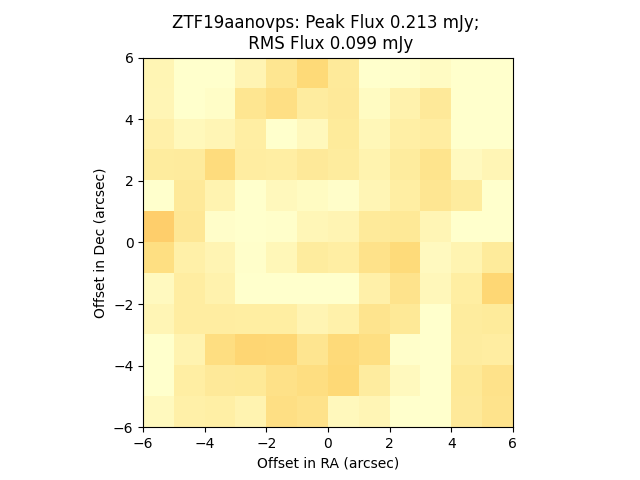 ZTF19aanovps: Peak Flux 0.213 mJy;
RMS Flux 0.099 mJy
6
4
2
0
−2
−4
−6
Offset in Dec (arcsec)
−6 −4 −2 0 2 4 6
Offset in RA (arcsec)